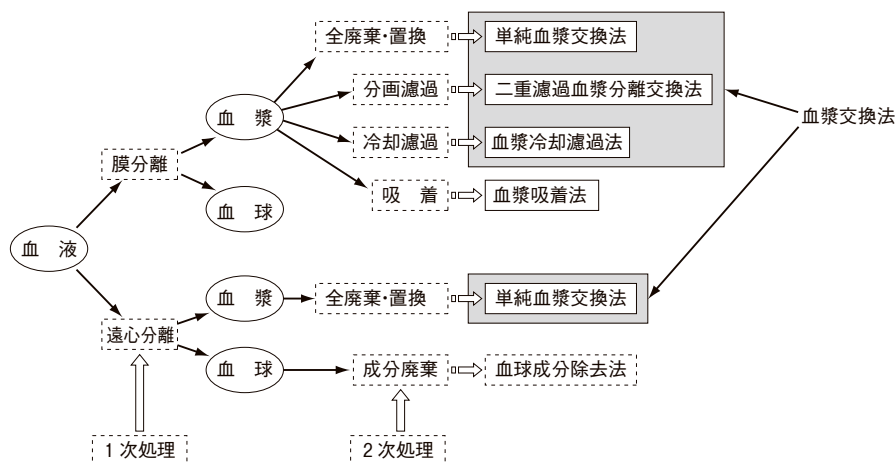 全廃棄・置換 単純血漿交換法
分画濾過 二重濾過血漿分離交換法
血 漿 血漿交換法
冷却濾過 血漿冷却濾過法
膜分離
吸 着 血漿吸着法
血 球
血 液
血 漿 全廃棄・置換 単純血漿交換法
遠心分離
血 球 成分廃棄 血球成分除去法
1次処理 2次処理